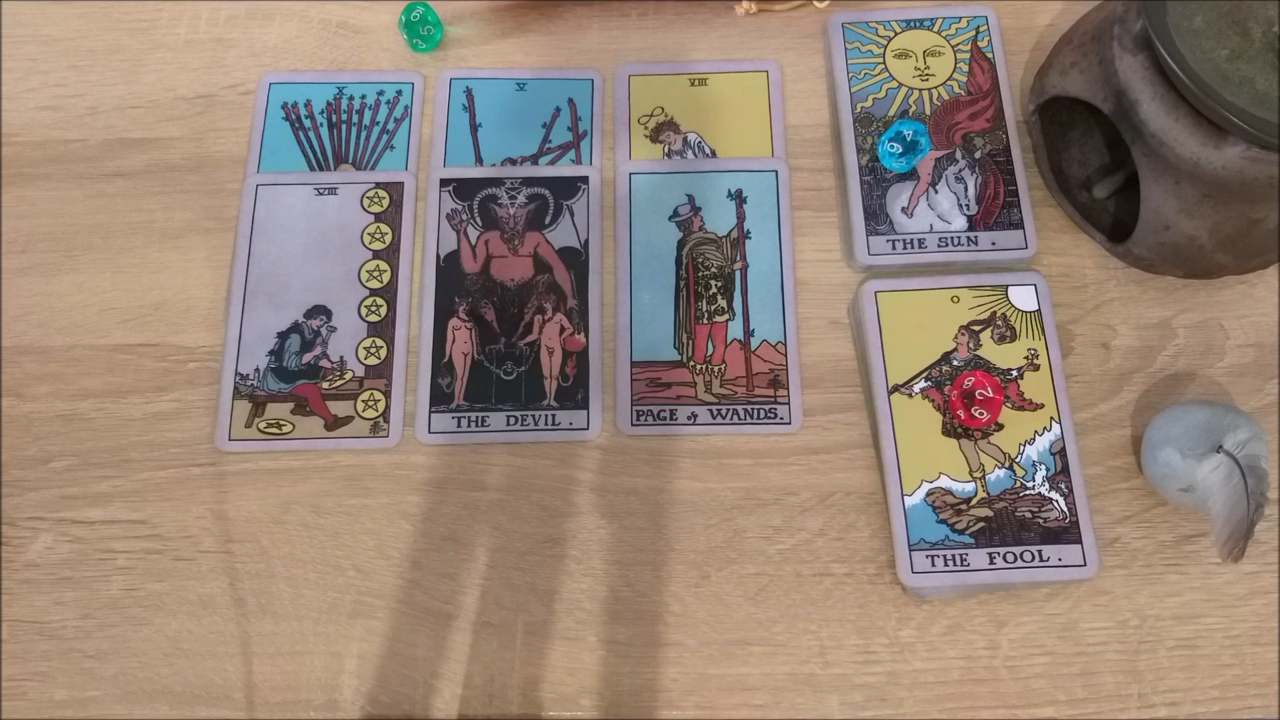 X
V
VIII
XIX
THE SUN .
VIII
XV
THE DEVIL .
PAGE of WANDS.
THE FOOL .